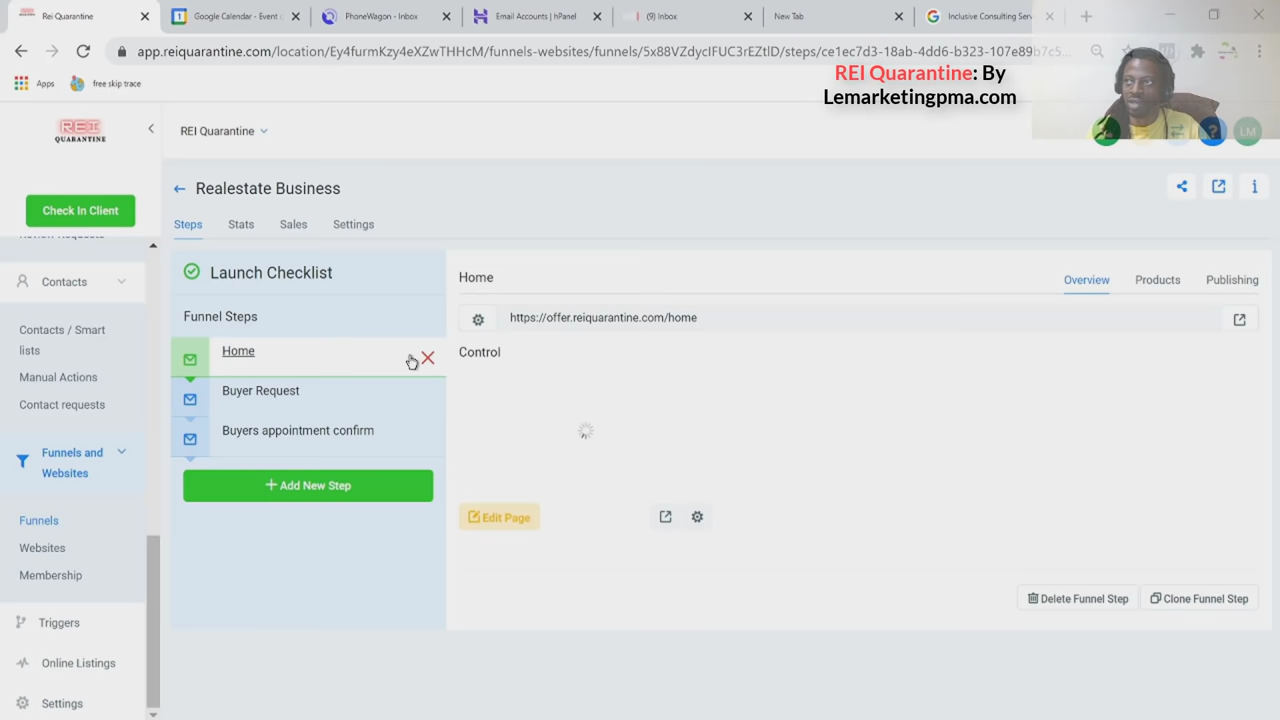 Rei Quarantine
Google Calendar - Event c
PhoneWagon - Inbox
Email Accounts | hPanel
(9) Inbox
New Tab
Inclusive Consulting Serv
app.reiquarantine.com/location/Ey4furmKzy4eXZwTHHcM/funnels-websites/funnels/5x88VZdyclFUC3rEZtlD/steps/ce1ec7d3-18ab-4dd6-b323-107e89b7c5...
Apps
free skip trace
REI Quarantine: By
Lemarketingpma.com
REI
QUARANTINE
REI Quarantine
LM
Check In Client
Realestate Business
Steps
Stats
Sales
Settings
Review Requests
Contacts
Contacts / Smart
lists
Manual Actions
Contact requests
Funnels and
Websites
Funnels
Websites
Membership
Triggers
Online Listings
Settings
Launch Checklist
Funnel Steps
Home
Buyer Request
Buyers appointment confirm
+ Add New Step
Home
Overview
Products
Publishing
https://offer.reiquarantine.com/home
Control
Edit Page
Delete Funnel Step
Clone Funnel Step